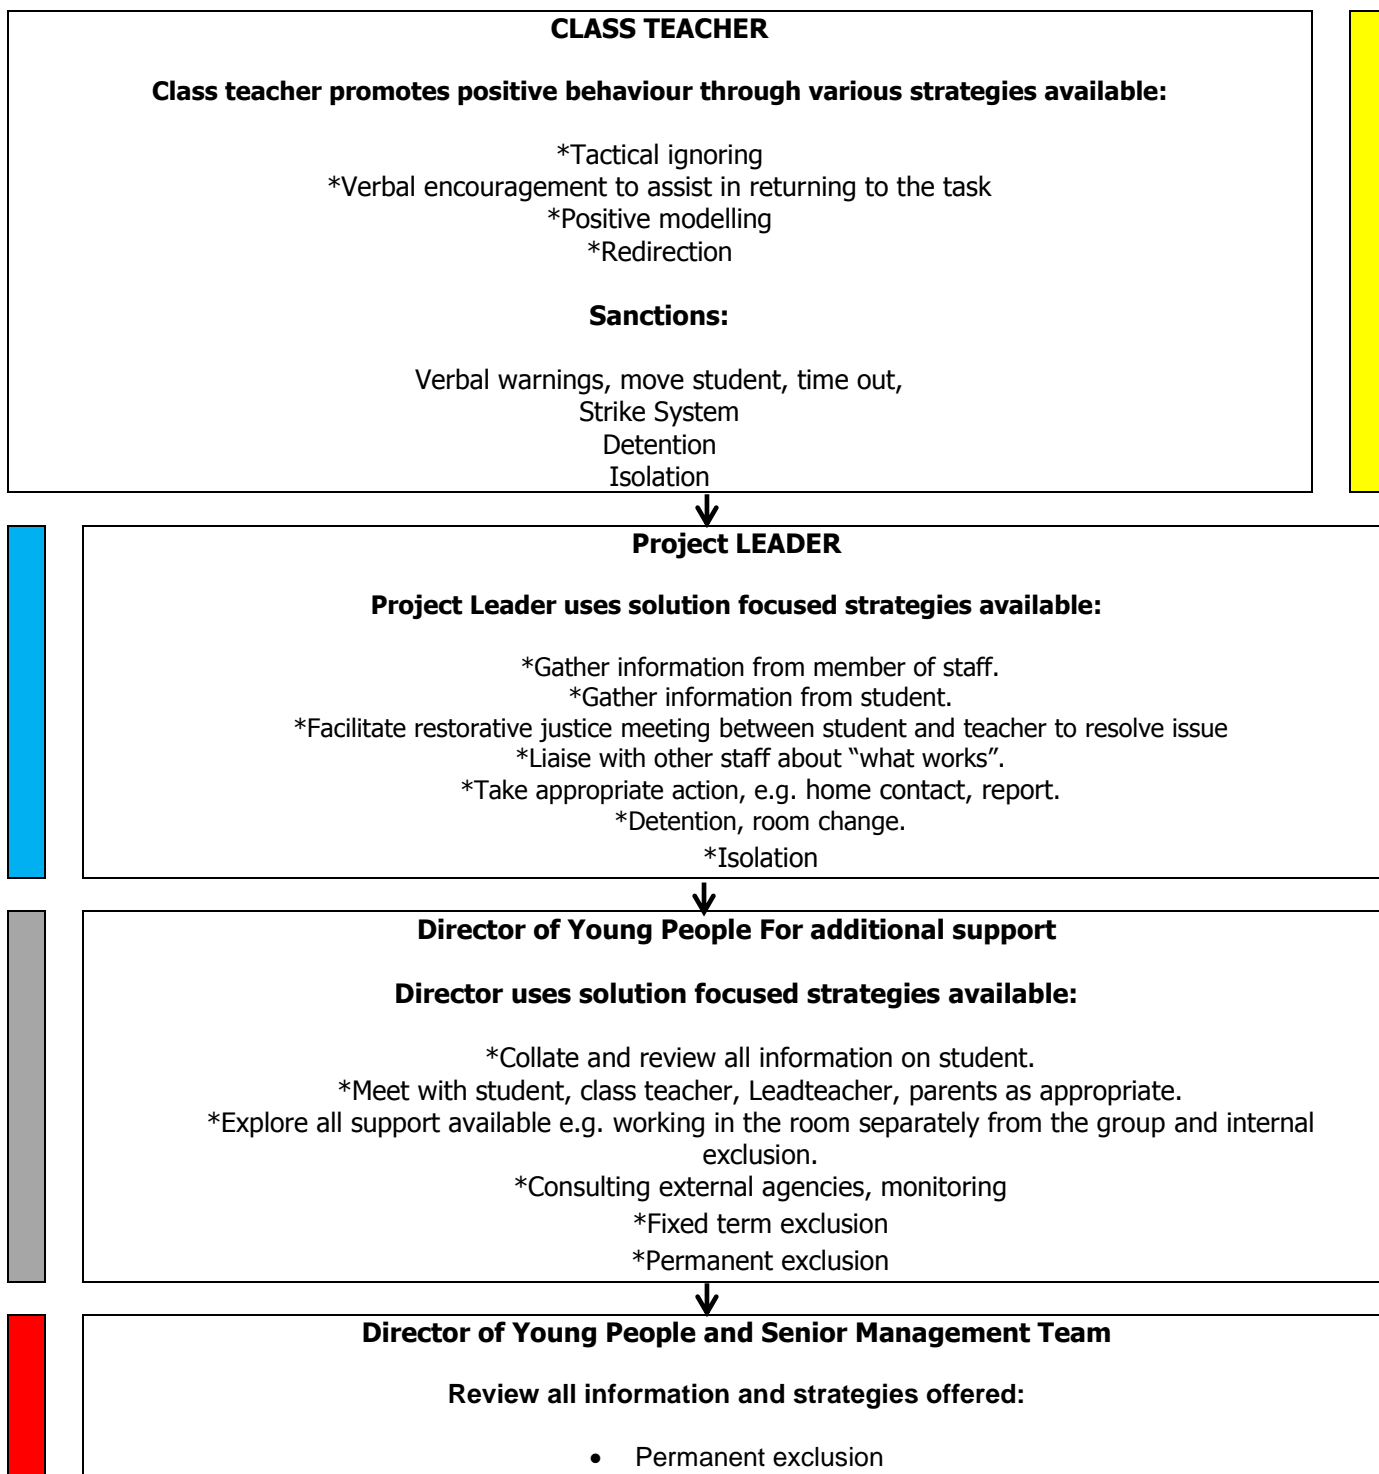 CLASS TEACHER
Class teacher promotes positive behaviour through various strategies available:
*Tactical ignoring
*Verbal encouragement to assist in returning to the task
*Positive modelling
*Redirection
Sanctions:
Verbal warnings, move student, time out,
Strike System
Detention
Isolation
Project LEADER
Project Leader uses solution focused strategies available:
*Gather information from member of staff.
*Gather information from student.
*Facilitate restorative justice meeting between student and teacher to resolve issue
*Liaise with other staff about “what works”.
*Take appropriate action, e.g. home contact, report.
*Detention, room change.
*Isolation
Director of Young People For additional support
Director uses solution focused strategies available:
*Collate and review all information on student.
*Meet with student, class teacher, Leadteacher, parents as appropriate.
*Explore all support available e.g. working in the room separately from the group and internal
exclusion.
*Consulting external agencies, monitoring
*Fixed term exclusion
*Permanent exclusion
Director of Young People and Senior Management Team
Review all information and strategies offered:
• Permanent exclusion